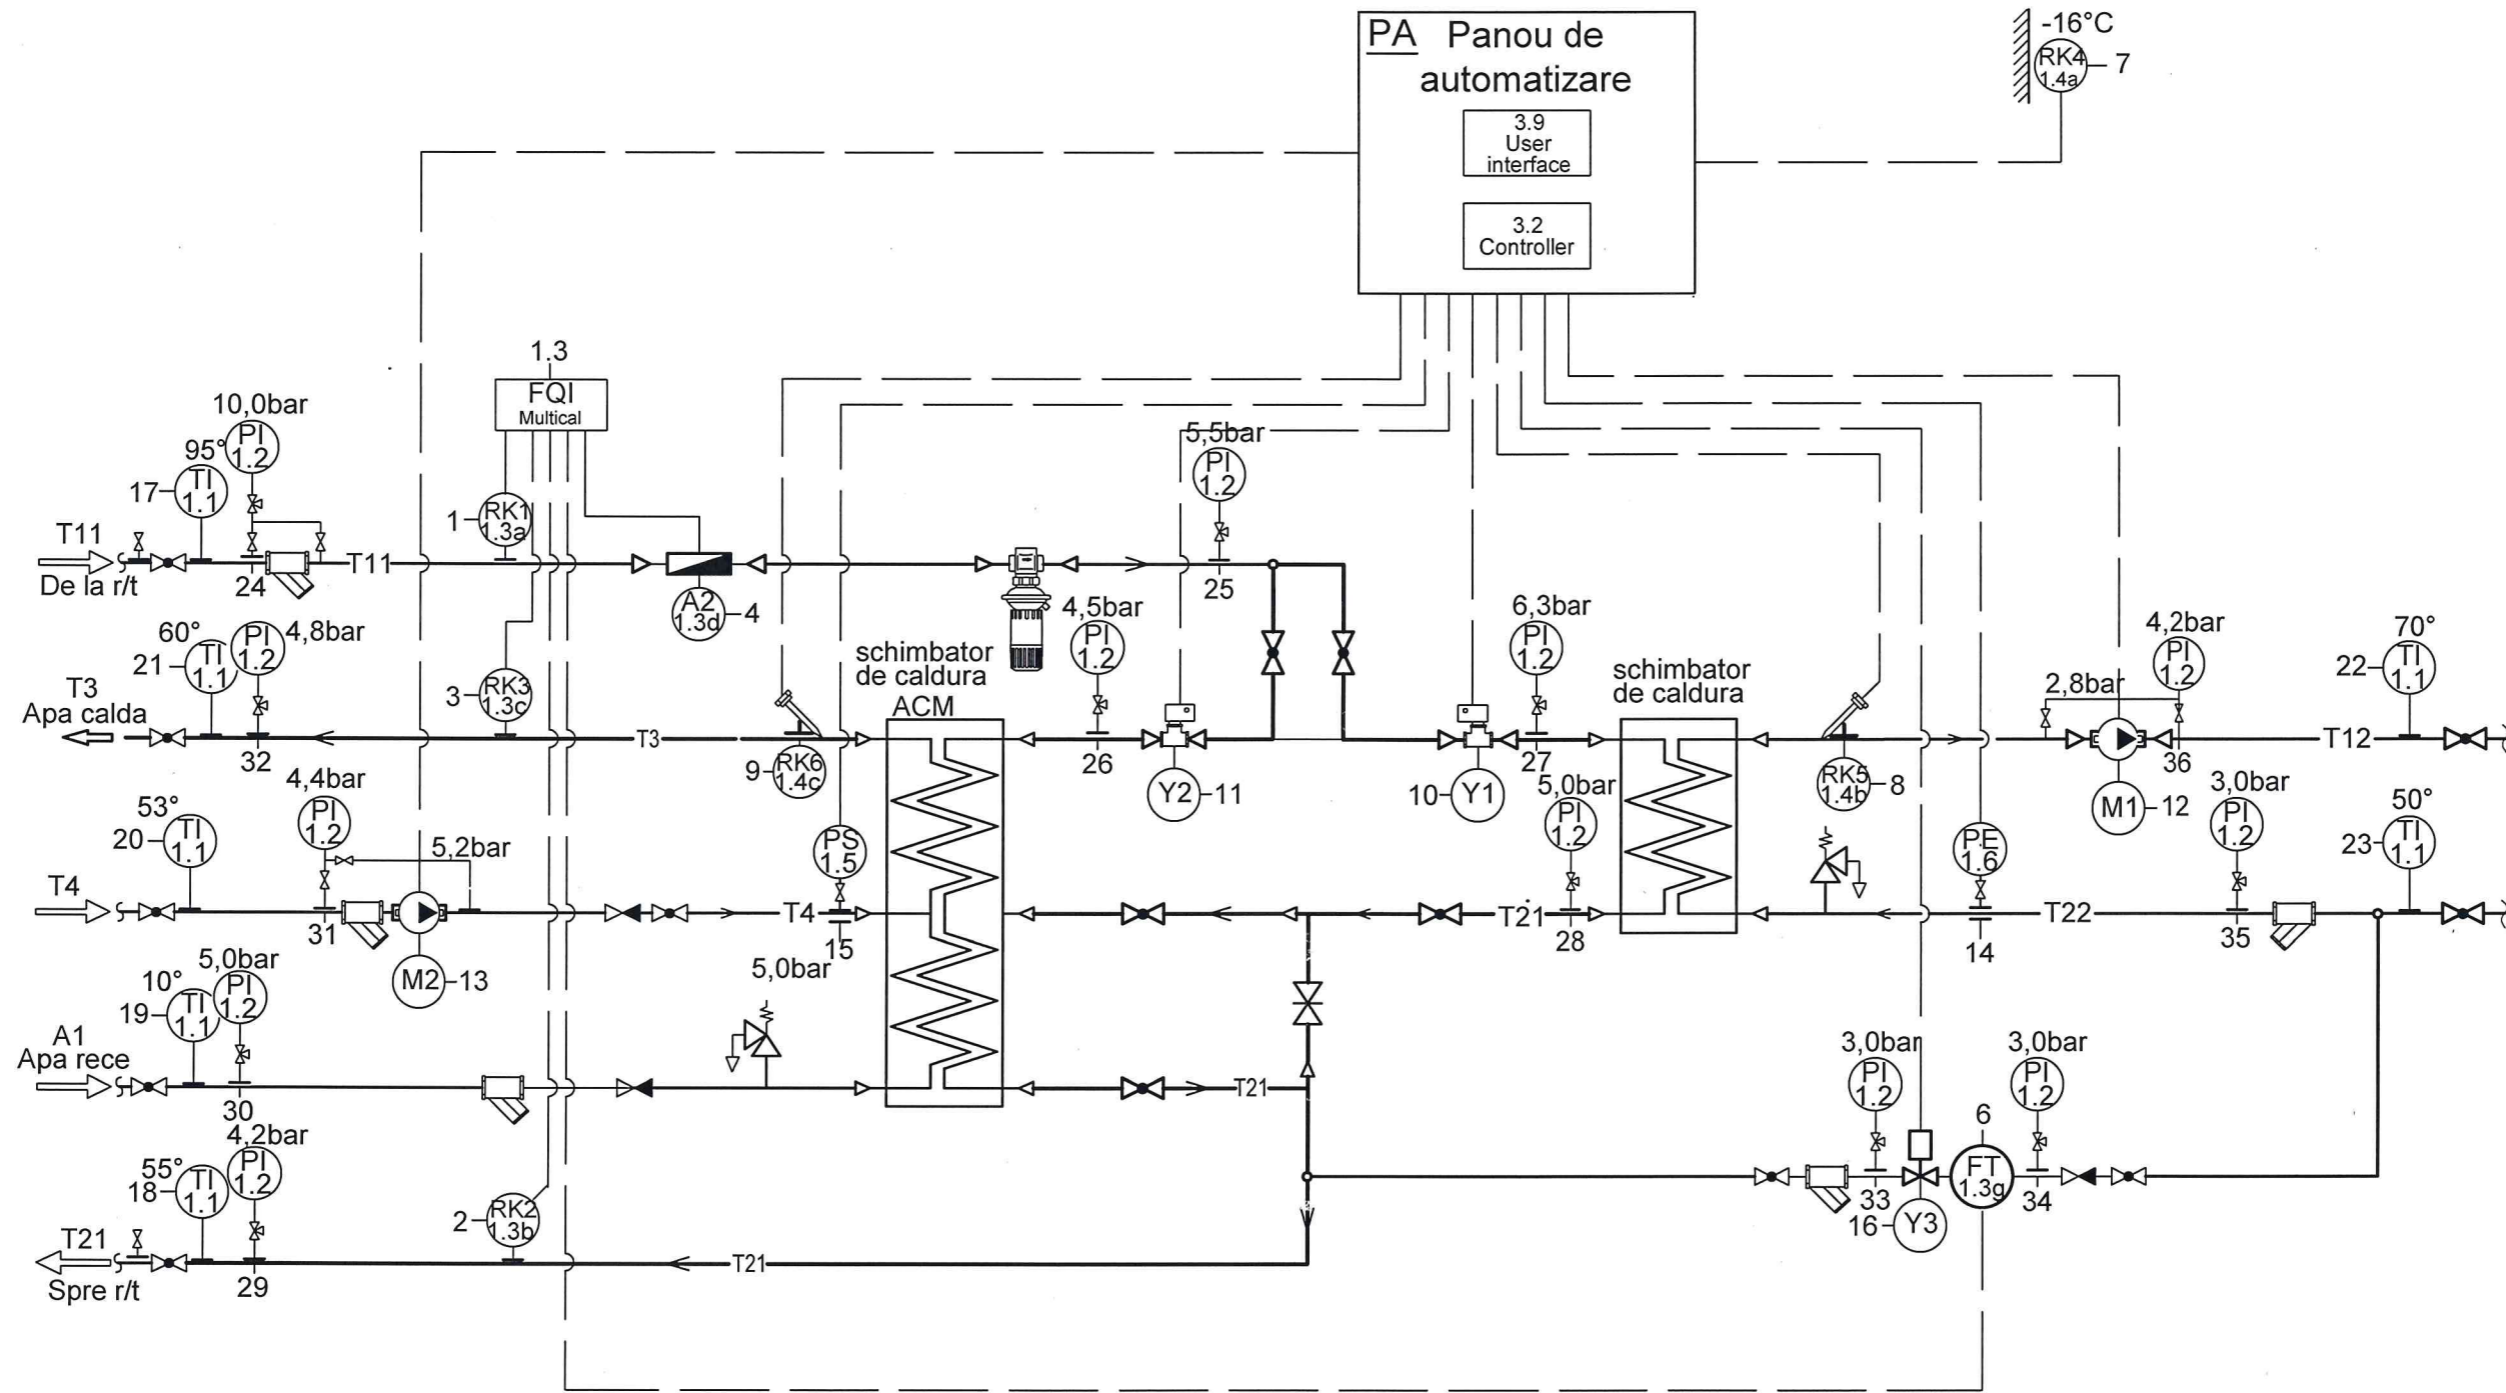 PA Panou de
automatizare
3.9
User
interface
3.2
Controller
-16°C
RK4
1.4a
7
1.3
FQI
Multical
10,0bar
PI
1.2
95°
TI
1.1
17
T11
De la r/t
24
T11
1
RK1
1.3a
A2
1.3d
4
5,5bar
PI
1.2
25
60°
TI
1.1
21
PI
1.2
4,8bar
T3
Apa calda
32
3
RK3
1.3c
T3
9
RK6
1.4c
schimbator
de caldura
ACM
4,5bar
PI
1.2
26
Y2
11
10
Y1
6,3bar
PI
1.2
27
schimbator
de caldura
RK5
1.4b
8
2,8bar
4,2bar
PI
1.2
36
M1
12
70°
22
TI
1.1
T12
53°
20
TI
1.1
4,4bar
PI
1.2
5,2bar
T4
31
M2
13
T4
PS
1.5
15
5,0bar
5,0bar
PI
1.2
T21
28
PE
1.6
14
T22
3,0bar
PI
1.2
35
50°
23
TI
1.1
10°
19
TI
1.1
5,0bar
PI
1.2
A1
Apa rece
30
T21
55°
18
TI
1.1
4,2bar
PI
1.2
T21
Spre r/t
29
2
RK2
1.3b
T21
3,0bar
PI
1.2
33
16
Y3
6
FT
1.3g
3,0bar
PI
1.2
34